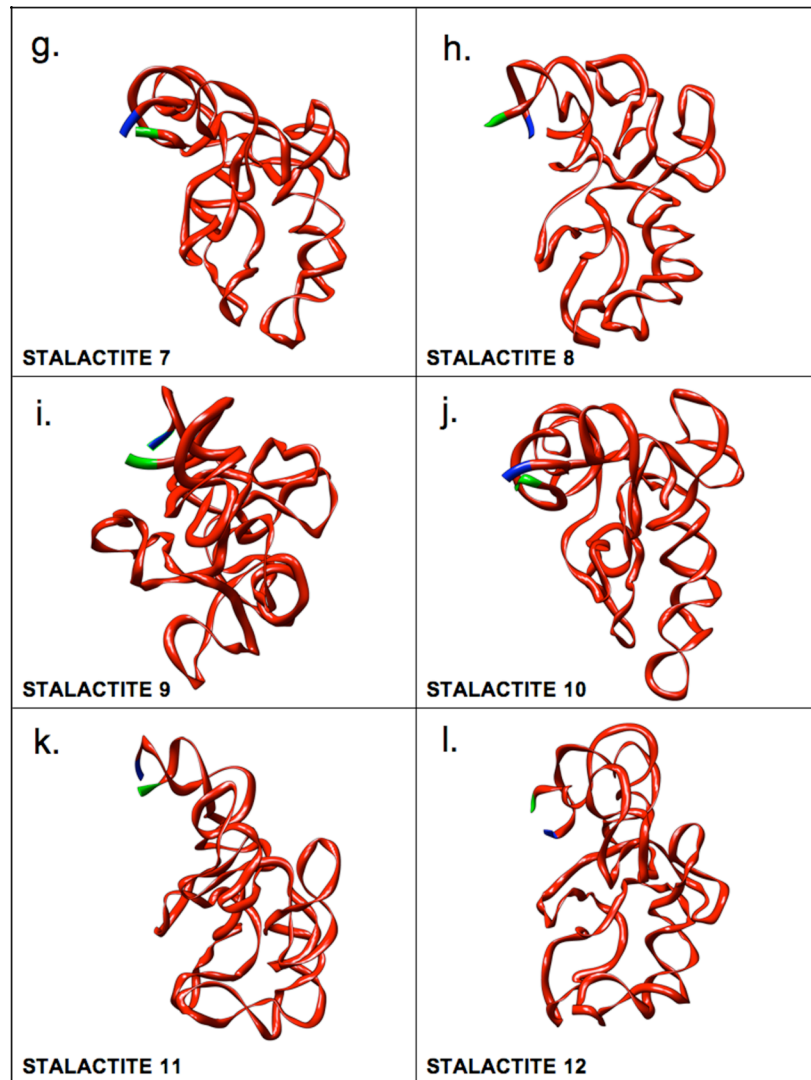 g.
STALACTITE 7
h.
STALACTITE 8
i.
STALACTITE 9
j.
STALACTITE 10
k.
STALACTITE 11
l.
STALACTITE 12